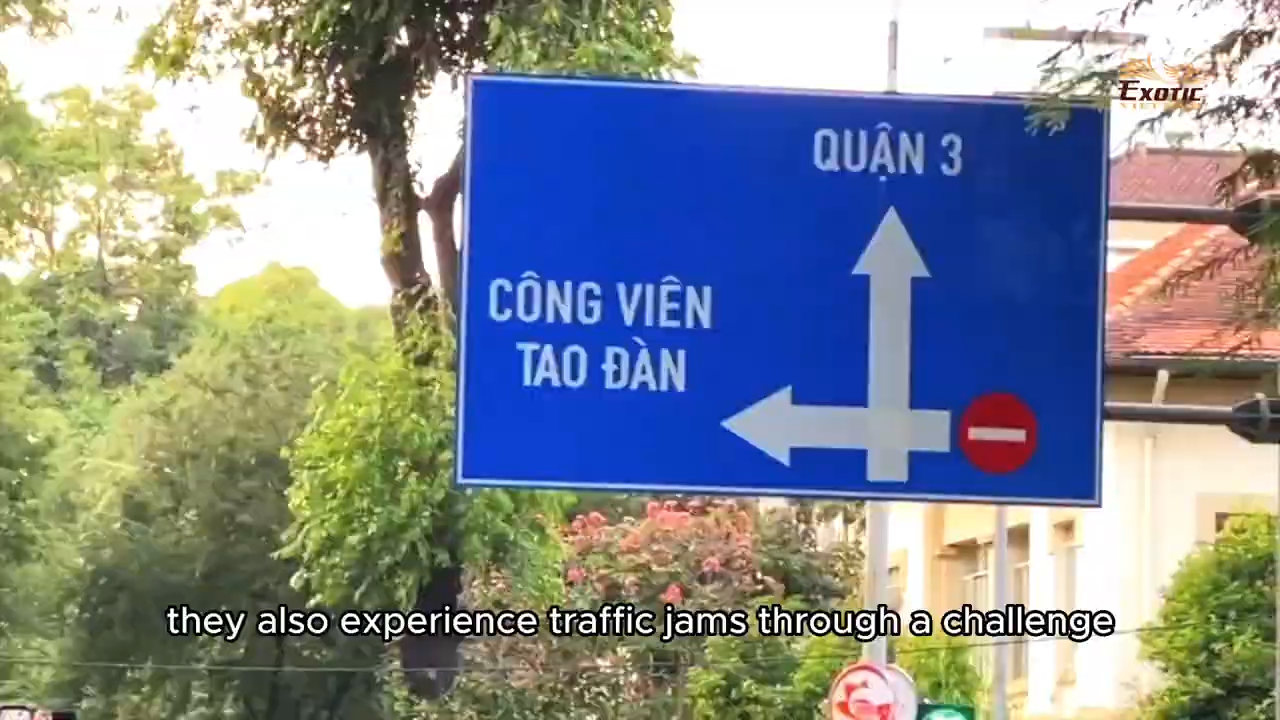 EXOTIC
QUẬN 3
CÔNG VIÊN
TAO ĐÀN
they also experience traffic jams through a challenge